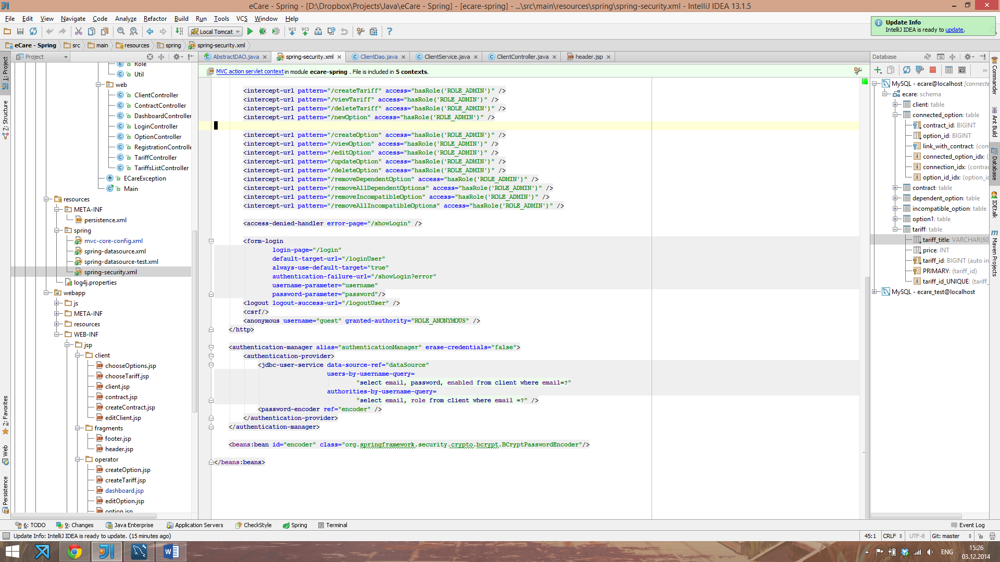 eCare - Spring - [D:\Dropbox\Projects\Java\eCare - Spring] - [ecare-spring] - ...\src\main\resources\spring\spring-security.xml - IntelliJ IDEA 13.1.5
File Edit View Navigate Code Analyze Refactor Build Run Tools VCS Window Help
Update Info
IntelliJ IDEA is ready to update.
Local Tomcat
eCare - Spring src main resources spring spring-security.xml
Project
AbstractDAO.java spring-security.xml ClientDao.java ClientService.java ClientController.java header.jsp
Database
MVC action servlet context in module ecare-spring . File is included in 5 contexts.
1: Project
Z: Structure
2: Favorites
Web
Persistence
Role
Util
web
ClientController
ContractController
DashboardController
LoginController
OptionController
RegistrationControlle
TariffController
TariffsListController
ECareException
Main
resources
META-INF
persistence.xml
spring
mvc-core-config.xml
spring-datasource.xml
spring-datasource-test.xml
spring-security.xml
log4j.properties
webapp
js
META-INF
resources
WEB-INF
jsp
client
chooseOptions.jsp
chooseTariff.jsp
client.jsp
contract.jsp
createContract.jsp
editClient.jsp
fragments
footer.jsp
header.jsp
operator
createOption.jsp
createTariff.jsp
dashboard.jsp
editOption.jsp
option.jsp
<intercept-url pattern="/createTariff" access="hasRole('ROLE_ADMIN')" />
<intercept-url pattern="/viewTariff" access="hasRole('ROLE_ADMIN')" />
<intercept-url pattern="/deleteTariff" access="hasRole('ROLE_ADMIN')" />
<intercept-url pattern="/newOption" access="hasRole('ROLE_ADMIN')" />
<intercept-url pattern="/createOption" access="hasRole('ROLE_ADMIN')" />
<intercept-url pattern="/viewOption" access="hasRole('ROLE_ADMIN')" />
<intercept-url pattern="/editOption" access="hasRole('ROLE_ADMIN')" />
<intercept-url pattern="/updateOption" access="hasRole('ROLE_ADMIN')" />
<intercept-url pattern="/deleteOption" access="hasRole('ROLE_ADMIN')" />
<intercept-url pattern="/removeDependentOption" access="hasRole('ROLE_ADMIN')" />
<intercept-url pattern="/removeAllDependentOptions" access="hasRole('ROLE_ADMIN')" />
<intercept-url pattern="/removeIncompatibleOption" access="hasRole('ROLE_ADMIN')" />
<intercept-url pattern="/removeAllIncompatibleOptions" access="hasRole('ROLE_ADMIN')" />
<access-denied-handler error-page="/showLogin" />
<form-login
login-page="/login"
default-target-url="/loginUser"
always-use-default-target="true"
authentication-failure-url="/showLogin?error"
username-parameter="username"
password-parameter="password"/>
<logout logout-success-url="/logoutUser" />
<csrf/>
<anonymous username="guest" granted-authority="ROLE_ANONYMOUS" />
</http>
<authentication-manager alias="authenticationManager" erase-credentials="false">
<authentication-provider>
<jdbc-user-service data-source-ref="dataSource"
users-by-username-query=
"select email, password, enabled from client where email=?"
authorities-by-username-query=
"select email, role from client where email =?" />
<password-encoder ref="encoder" />
</authentication-provider>
</authentication-manager>
<beans:bean id="encoder" class="org.springframework.security.crypto.bcrypt.BCryptPasswordEncoder"/>
</beans:beans>
MySQL - ecare@localhost [connecte
ecare: schema
client: table
connected_option: table
contract_id: BIGINT
option_id: BIGINT
link_with_contract: (con
connected_option_idx: (
connection_idx: (contrac
option_id_idx: (option_id
contract: table
dependent_option: table
incompatible_option: table
option1: table
tariff: table
tariff_title: VARCHAR(60
price: INT
tariff_id: BIGINT (auto in
PRIMARY: (tariff_id)
tariff_id_UNIQUE: (tariff_
MySQL - ecare_test@localhost
Commander
Ant Build
Database
IDEtalk
Maven Projects
6: TODO 9: Changes Java Enterprise Application Servers CheckStyle Spring Terminal Event Log
Update Info: IntelliJ IDEA is ready to update. (15 minutes ago) 45:1 CRLF UTF-8 Git: master
ENG
15:26
03.12.2014